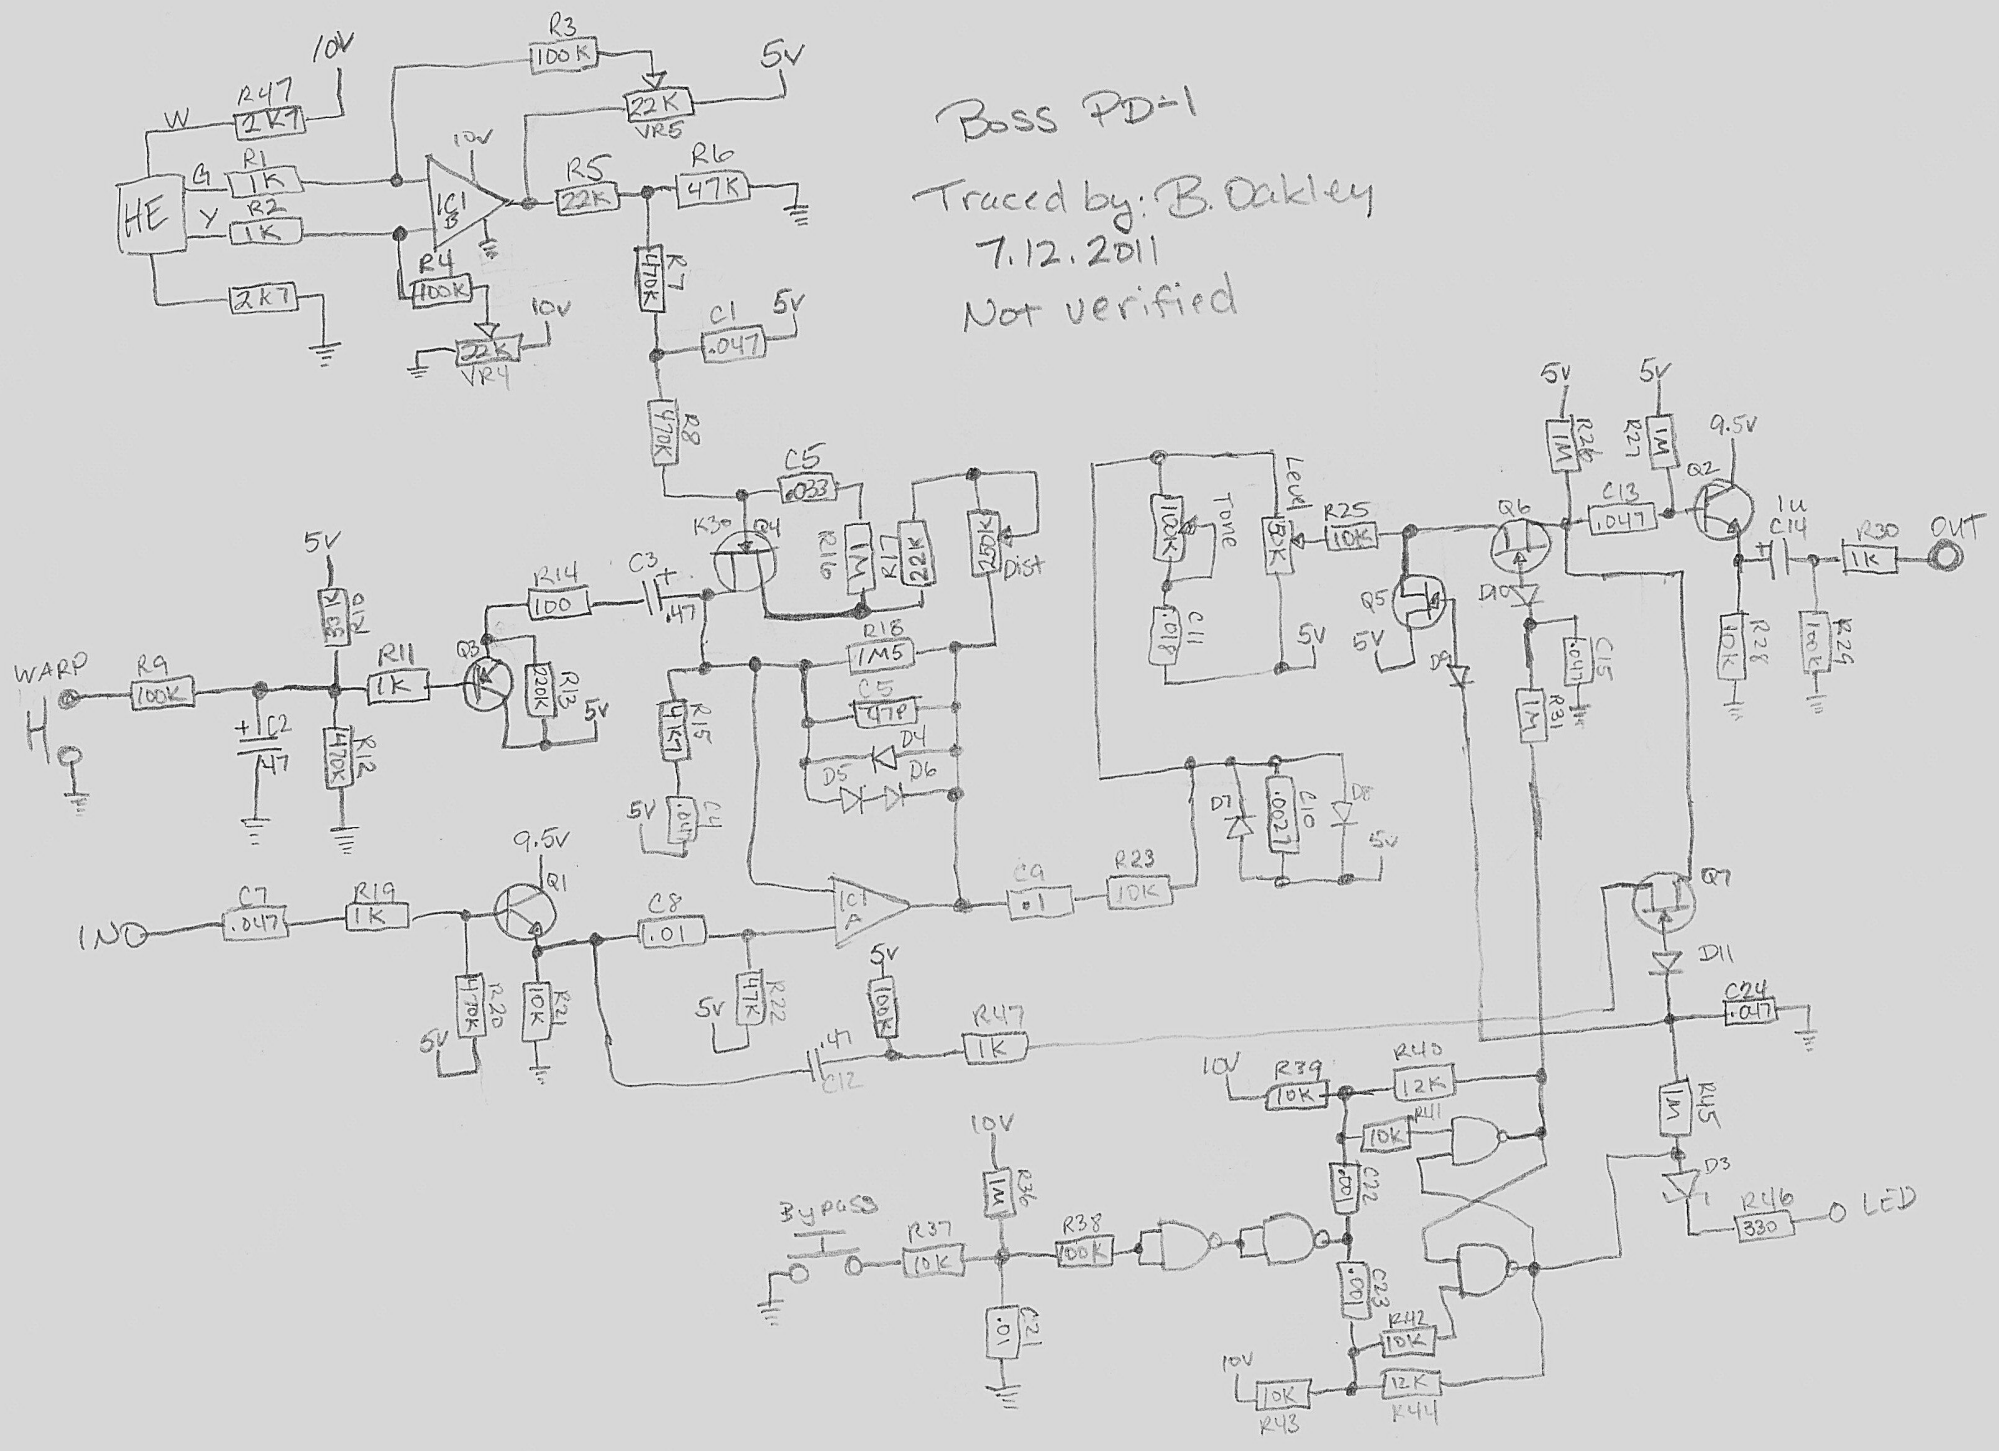 Boss PD-1
Traced by: B. Oakley
7.12.2011
Not verified
10V
W
R47
2K7
HE
G
R1
1K
Y
R2
1K
2K7
R3
100K
22K
VR5
5V
10V
IC1
B
R4
100K
10V
22K
VR4
R5
22K
R6
47K
R7
470K
C1
.047
5V
R8
470K
C5
.033
K30
Q4
R16
1M
R17
22K
250K
Dist
WARP
R9
100K
5V
R10
33K
C2
+
.47
R12
470K
R11
1K
Q3
R13
220K
5V
R14
100
C3
+
.47
R15
4K7
C4
.047
5V
R18
1M5
C5
47P
D4
D5
D6
IN
C7
.047
R19
1K
R20
470K
5V
9.5V
Q1
R21
10K
C8
.01
R22
47K
5V
IC1
A
C9
.1
R23
10K
5V
100K
.47
C12
R47
1K
100K
Tone
C11
.018
Level
50K
5V
D7
C10
.0027
D8
5V
R25
10K
Q5
5V
D9
Q6
D10
C15
.047
R31
1M
5V
R26
1M
5V
R27
1M
C13
.047
Q2
9.5V
1u
C14
+
R28
10K
R29
100K
R30
1K
OUT
Q7
D11
C24
.047
R45
1M
D3
R46
330
LED
10V
R39
10K
R40
12K
R41
10K
C22
.001
C23
.001
R42
10K
10V
10K
R43
12K
R44
Bypass
R37
10K
10V
R36
1M
R38
100K
C21
.01